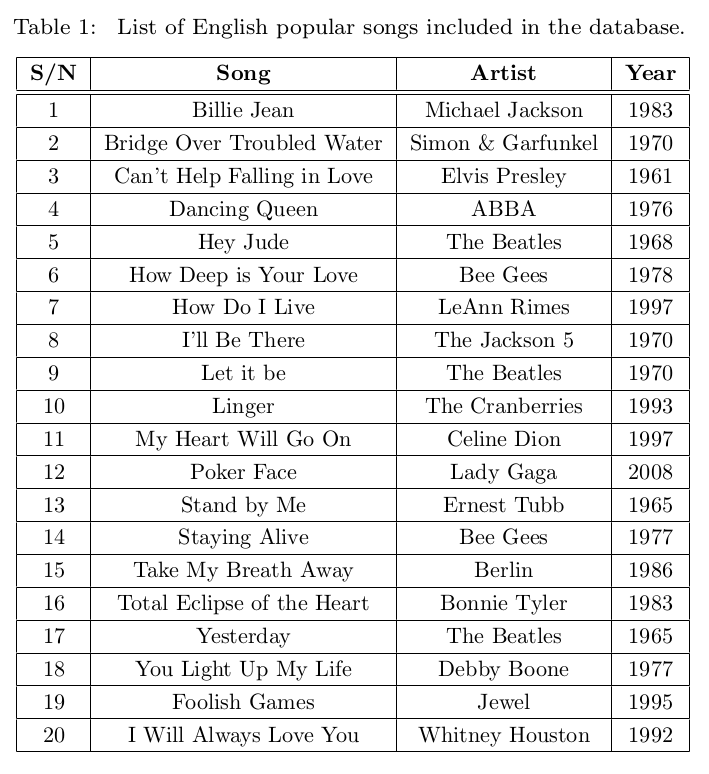 Table 1: List of English popular songs included in the database.
S/N Song Artist Year
1 Billie Jean Michael Jackson 1983
2 Bridge Over Troubled Water Simon & Garfunkel 1970
3 Can't Help Falling in Love Elvis Presley 1961
4 Dancing Queen ABBA 1976
5 Hey Jude The Beatles 1968
6 How Deep is Your Love Bee Gees 1978
7 How Do I Live LeAnn Rimes 1997
8 I'll Be There The Jackson 5 1970
9 Let it be The Beatles 1970
10 Linger The Cranberries 1993
11 My Heart Will Go On Celine Dion 1997
12 Poker Face Lady Gaga 2008
13 Stand by Me Ernest Tubb 1965
14 Staying Alive Bee Gees 1977
15 Take My Breath Away Berlin 1986
16 Total Eclipse of the Heart Bonnie Tyler 1983
17 Yesterday The Beatles 1965
18 You Light Up My Life Debby Boone 1977
19 Foolish Games Jewel 1995
20 I Will Always Love You Whitney Houston 1992